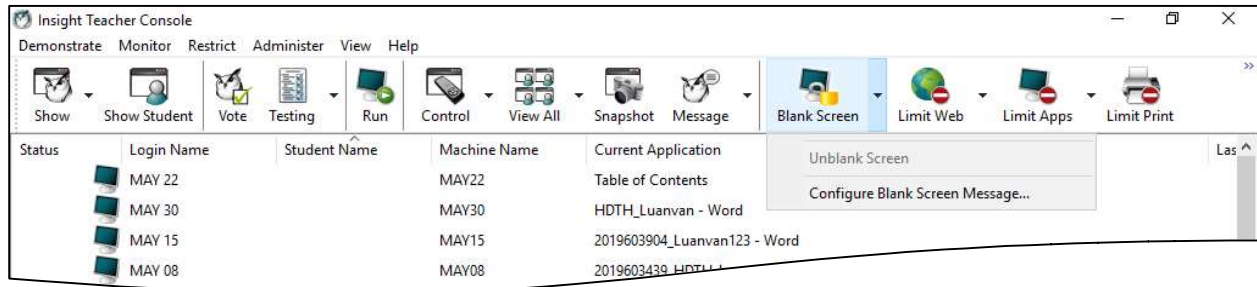 Insight Teacher Console
Demonstrate Monitor Restrict Administer View Help
Show Show Student Vote Testing Run Control View All Snapshot Message Blank Screen Limit Web Limit Apps Limit Print
Status Login Name Student Name Machine Name Current Application Las
Unblank Screen
MAY 22 MAY22 Table of Contents
Configure Blank Screen Message...
MAY 30 MAY30 HDTH_Luanvan - Word
MAY 15 MAY15 2019603904_Luanvan123 - Word
MAY 08 MAY08